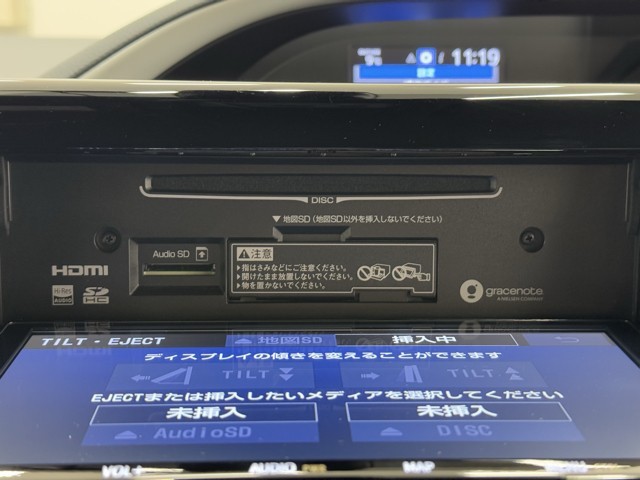 11:19
設定
DISC
▼地図SD(地図SD以外を挿入しないでください)
Audio SD
⚠注意
▶指はさみなどにご注意ください。
▶開けたまま放置しないでください。
▶物を置かないでください。
HDMI
Hi-Res
AUDIO
SD
HC
gracenote
A NIELSEN COMPANY
TILT・EJECT
地図SD
挿入中
ディスプレイの傾きを変えることができます
TILT
TILT
EJECTまたは挿入したいメディアを選択してください
未挿入
未挿入
AudioSD
DISC
VOL+
AUDIO
MAP